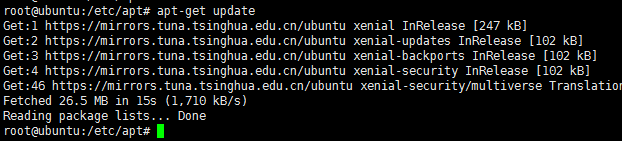 root@ubuntu:/etc/apt# apt-get update
Get:1 https://mirrors.tuna.tsinghua.edu.cn/ubuntu xenial InRelease [247 kB]
Get:2 https://mirrors.tuna.tsinghua.edu.cn/ubuntu xenial-updates InRelease [102 kB]
Get:3 https://mirrors.tuna.tsinghua.edu.cn/ubuntu xenial-backports InRelease [102 kB]
Get:4 https://mirrors.tuna.tsinghua.edu.cn/ubuntu xenial-security InRelease [102 kB]
Get:46 https://mirrors.tuna.tsinghua.edu.cn/ubuntu xenial-security/multiverse Translation
Fetched 26.5 MB in 15s (1,710 kB/s)
Reading package lists... Done
root@ubuntu:/etc/apt#